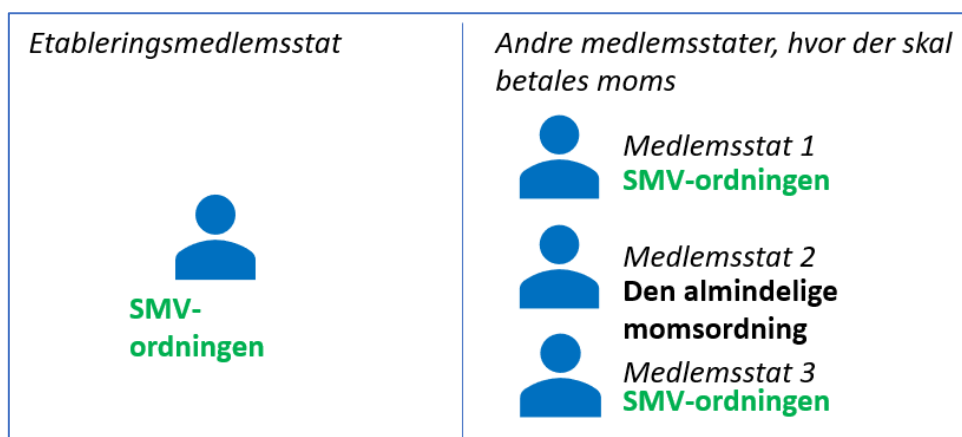 Etableringsmedlemsstat
SMV-
ordningen
Andre medlemsstater, hvor der skal
betales moms
Medlemsstat 1
SMV-ordningen
Medlemsstat 2
Den almindelige
momsordning
Medlemsstat 3
SMV-ordningen